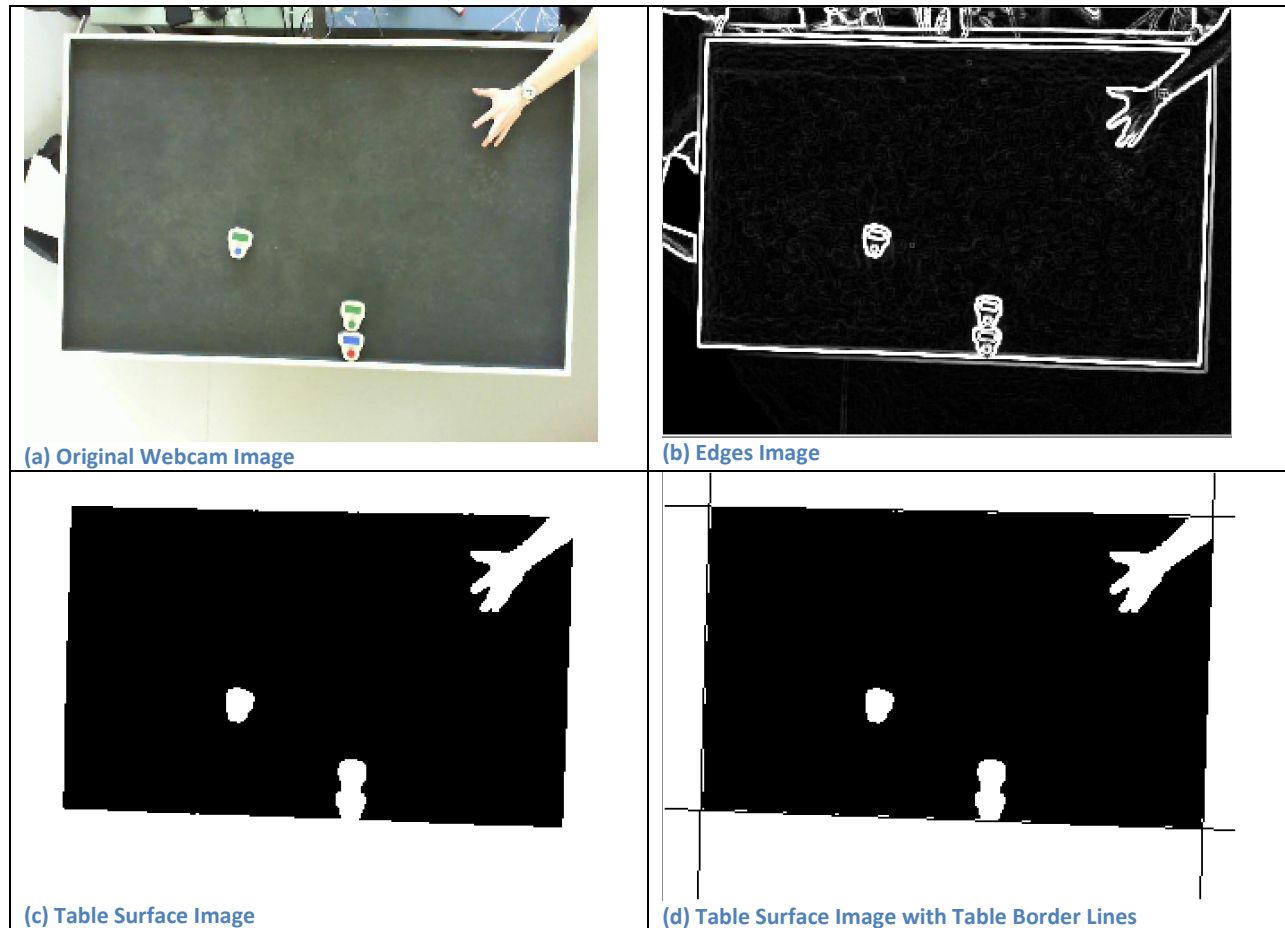 (a) Original Webcam Image
(b) Edges Image
(c) Table Surface Image
(d) Table Surface Image with Table Border Lines